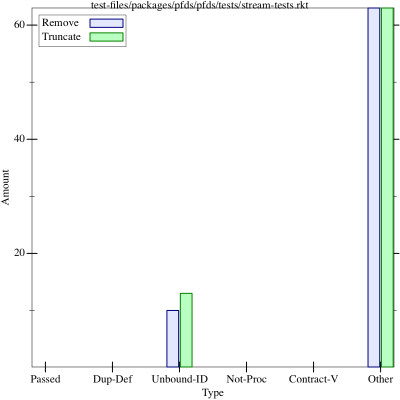 test-files/packages/pfds/pfds/tests/stream-tests.rkt
Remove
Truncate
60
40
20
Amount
Passed Dup-Def Unbound-ID Not-Proc Contract-V Other
Type